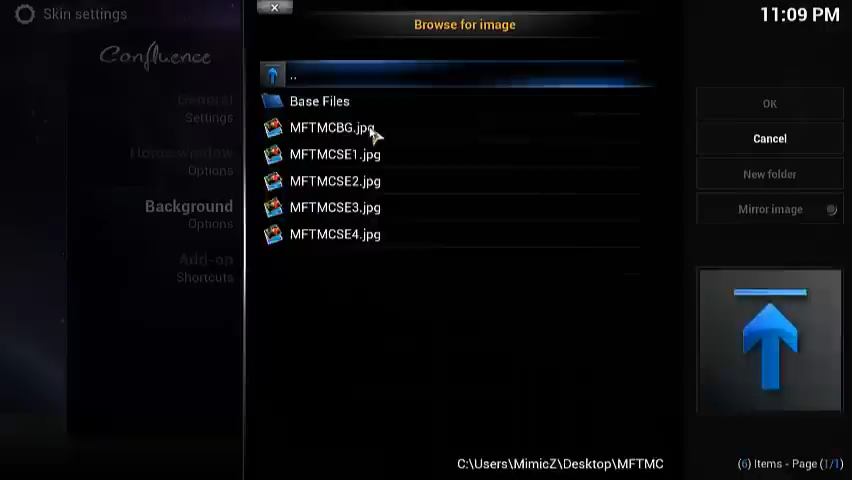 Skin settings
Confluence
General
Settings
Home window
Options
Background
Options
Add-on
Shortcuts
Browse for image
..
Base Files
MFTMCBG.jpg
MFTMCSE1.jpg
MFTMCSE2.jpg
MFTMCSE3.jpg
MFTMCSE4.jpg
C:\Users\MimicZ\Desktop\MFTMC
11:09 PM
OK
Cancel
New folder
Mirror image
(6) Items - Page (1/1)